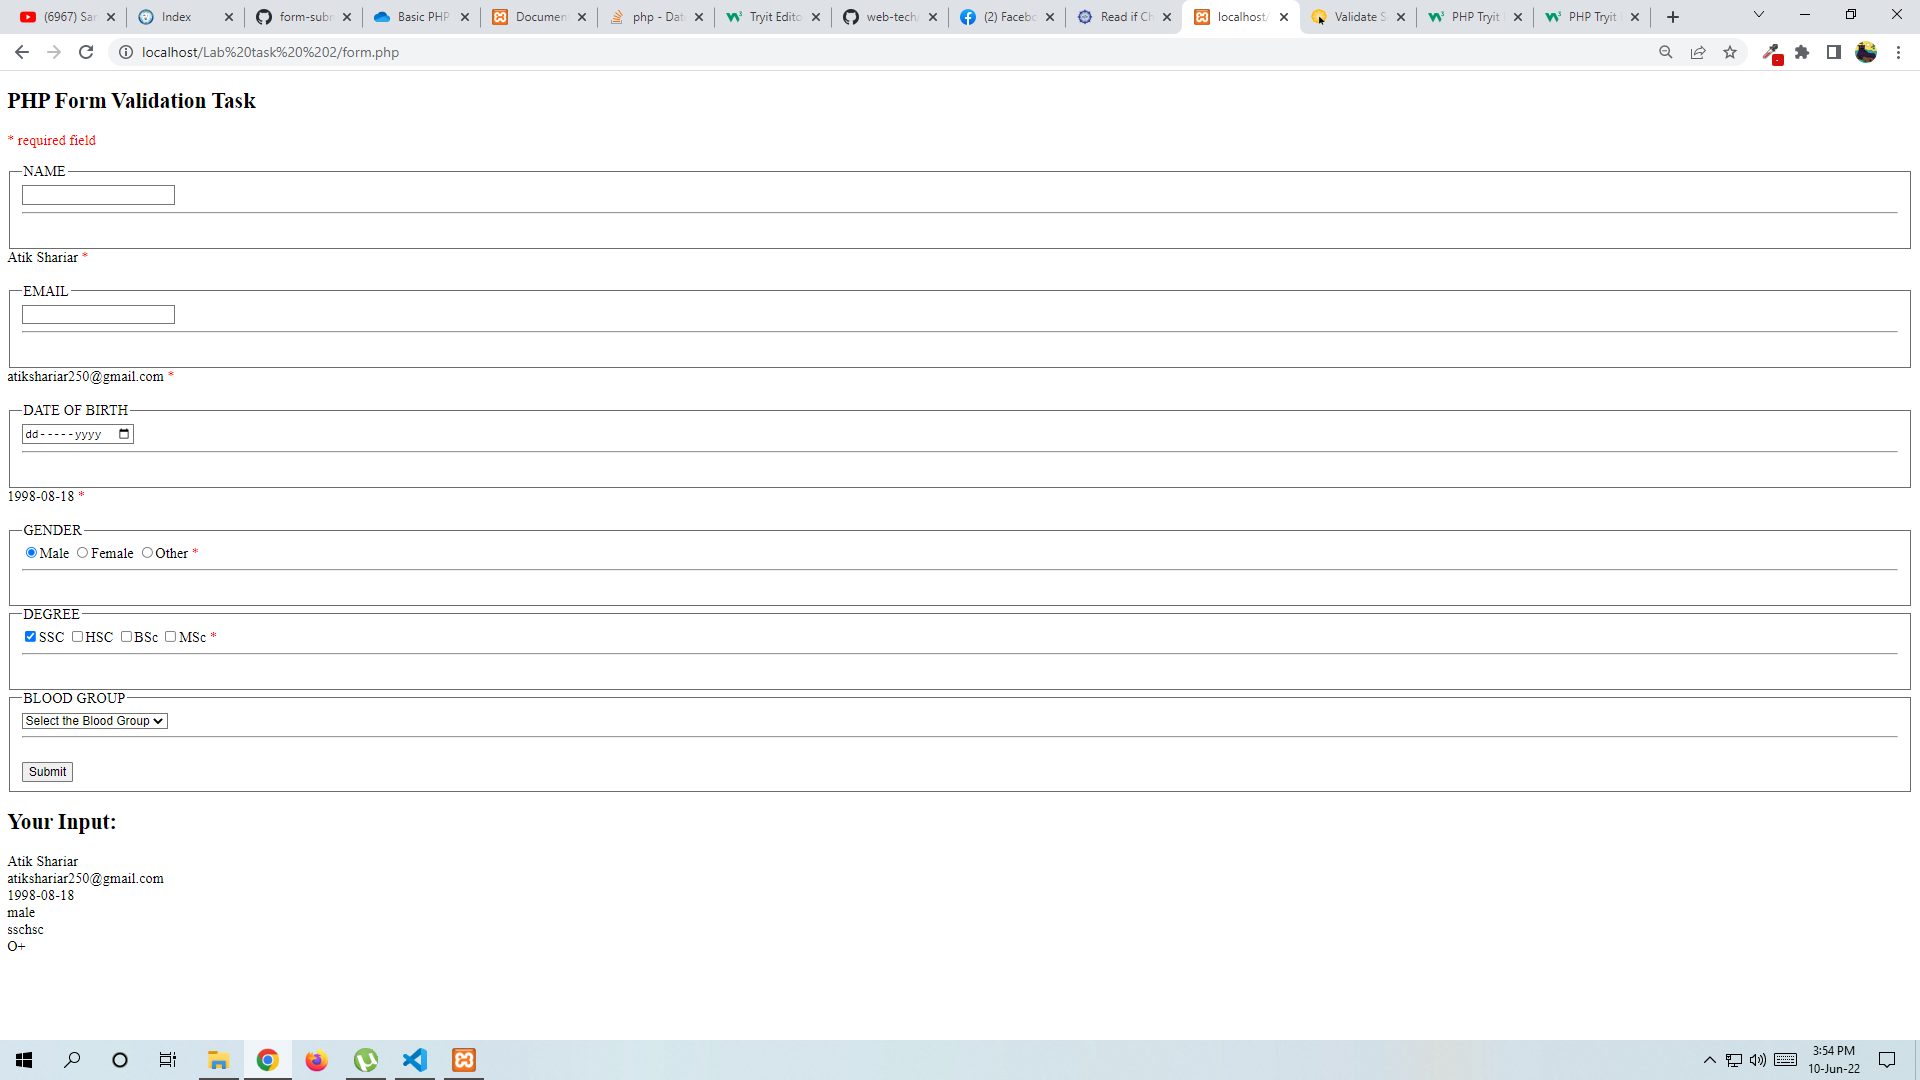 (6967) San
Index
form-subn
Basic PHP
Document
php - Dat
Tryit Edito
web-tech/
(2) Facebo
Read if Ch
localhost/
Validate S
PHP Tryit
PHP Tryit
localhost/Lab%20task%20%202/form.php
PHP Form Validation Task
* required field
NAME
Atik Shariar *
EMAIL
atikshariar250@gmail.com *
DATE OF BIRTH
dd-----yyyy
1998-08-18 *
GENDER
Male Female Other *
DEGREE
SSC HSC BSc MSc *
BLOOD GROUP
Select the Blood Group
Submit
Your Input:
Atik Shariar
atikshariar250@gmail.com
1998-08-18
male
sschsc
O+
3:54 PM
10-Jun-22